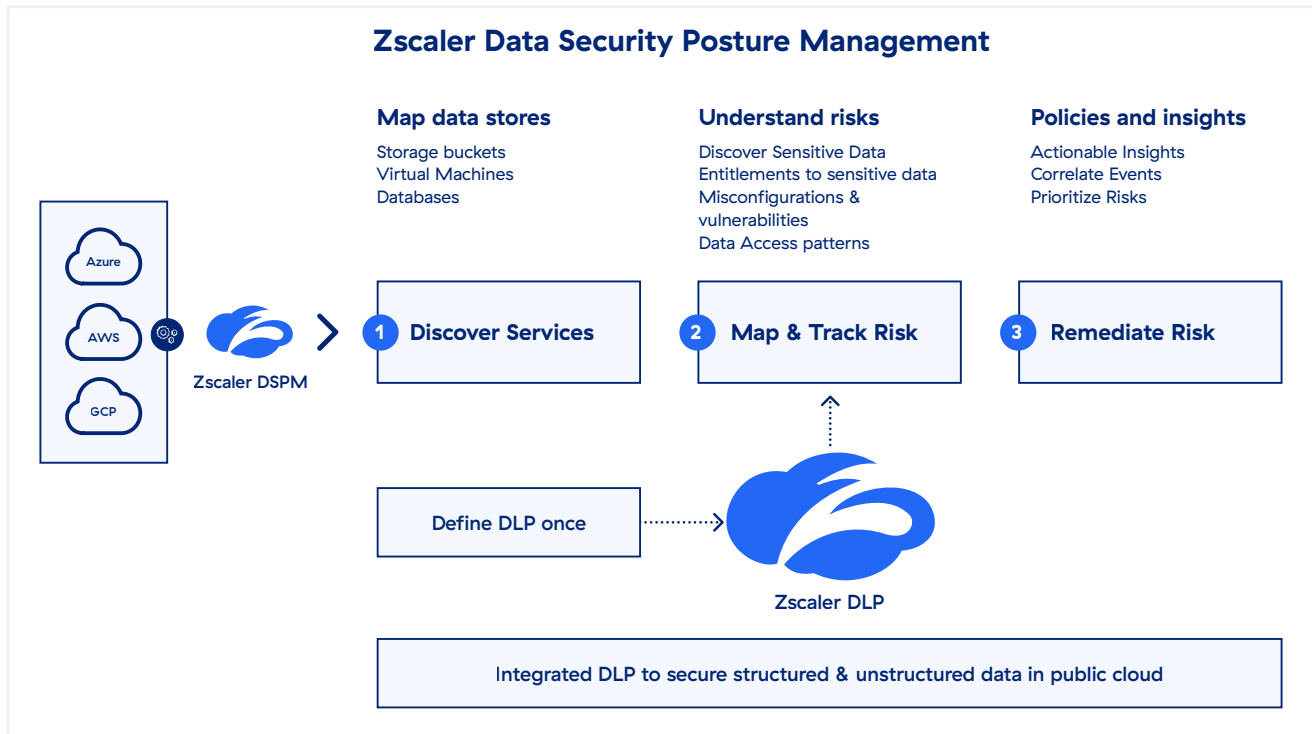 Zscaler Data Security Posture Management
Map data stores
Storage buckets
Virtual Machines
Databases
Understand risks
Discover Sensitive Data
Entitlements to sensitive data
Misconfigurations &
vulnerabilities
Data Access patterns
Policies and insights
Actionable Insights
Correlate Events
Prioritize Risks
Azure
AWS
GCP
Zscaler DSPM
1 Discover Services
2 Map & Track Risk
3 Remediate Risk
Define DLP once
Zscaler DLP
Integrated DLP to secure structured & unstructured data in public cloud